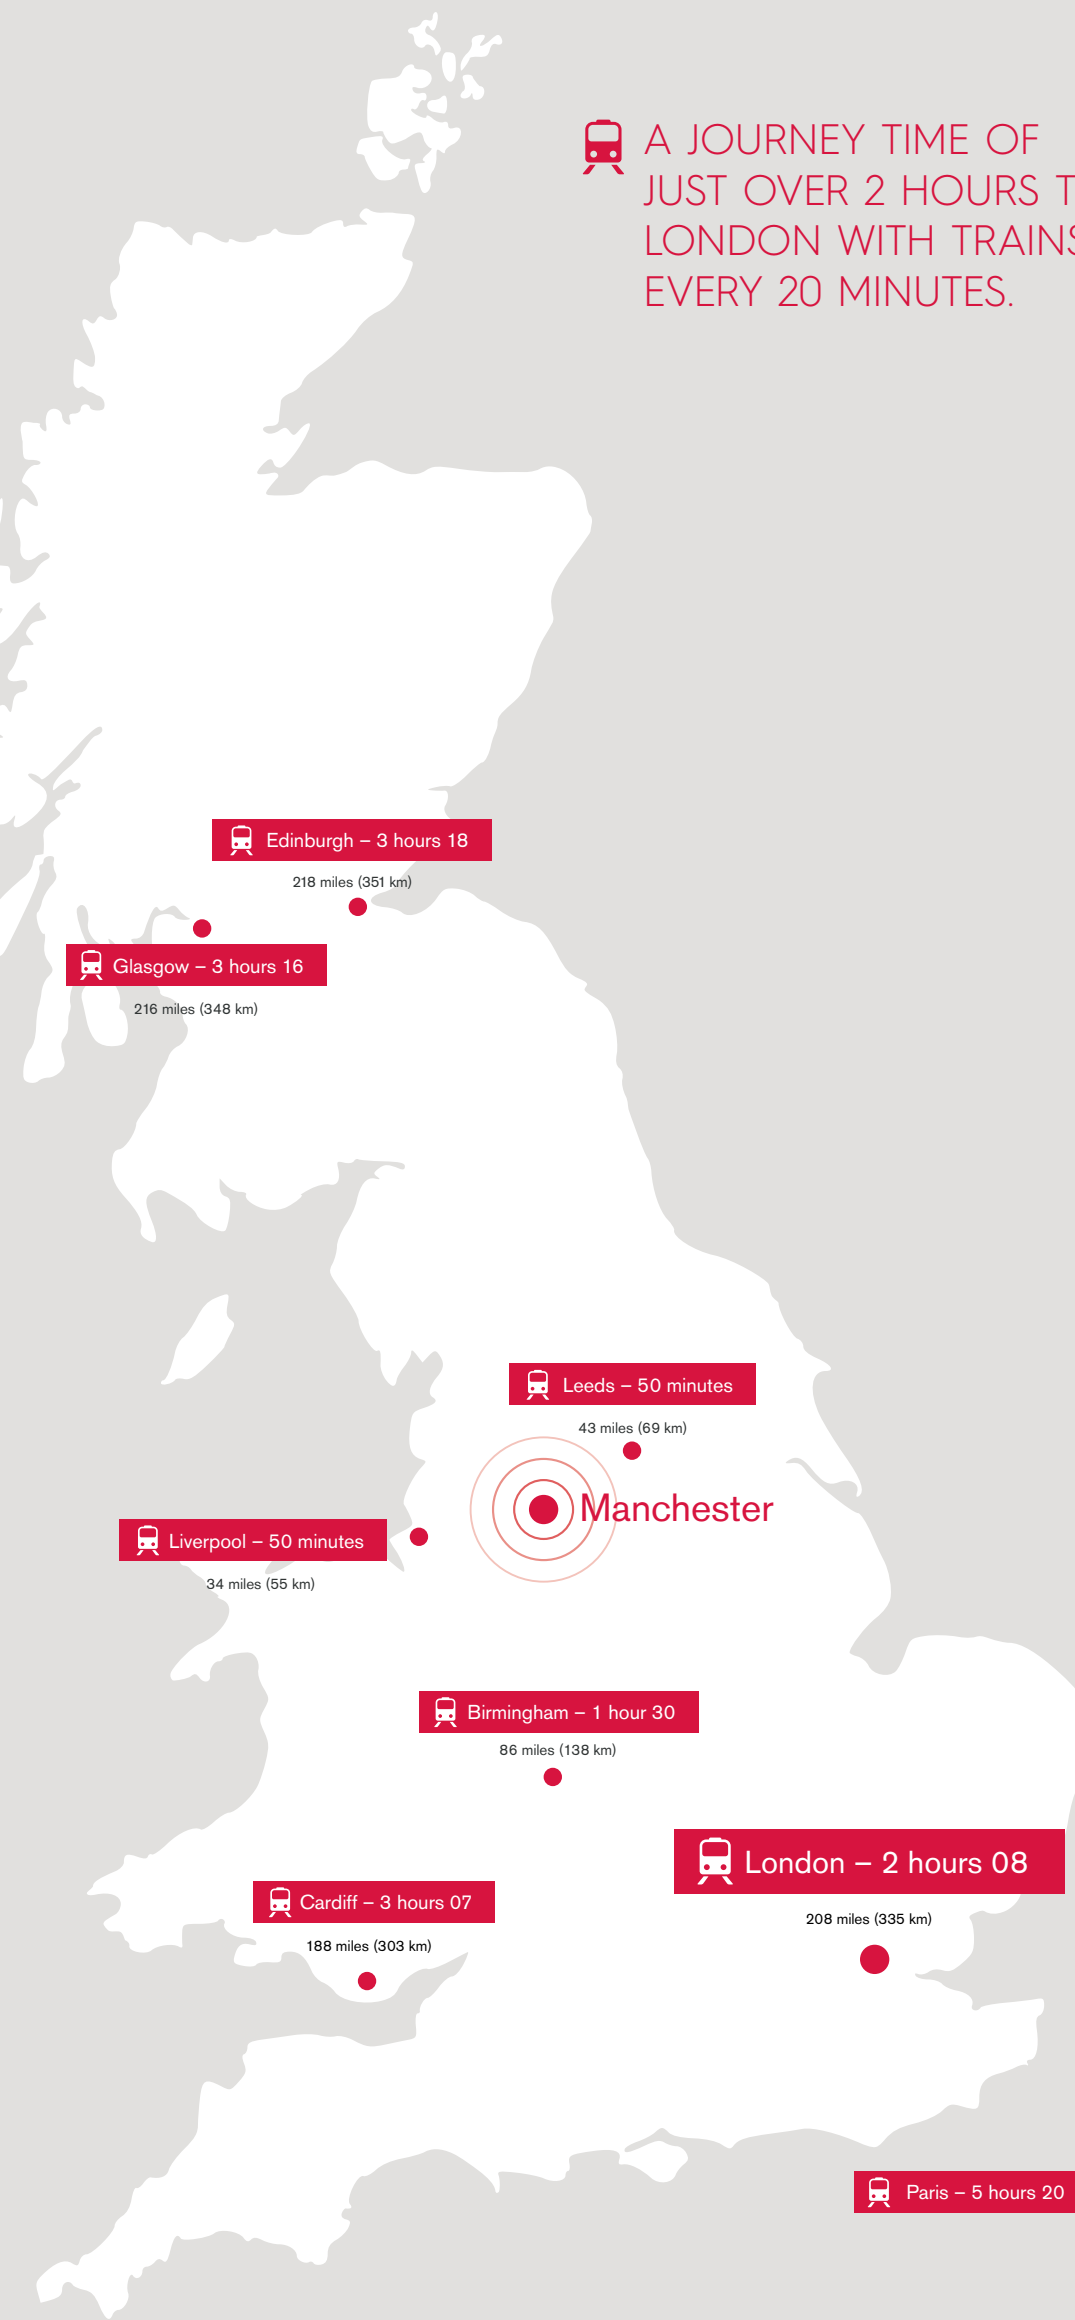 A JOURNEY TIME OF
JUST OVER 2 HOURS T
LONDON WITH TRAINS
EVERY 20 MINUTES.
Edinburgh – 3 hours 18
218 miles (351 km)
Glasgow – 3 hours 16
216 miles (348 km)
Leeds – 50 minutes
43 miles (69 km)
Manchester
Liverpool – 50 minutes
34 miles (55 km)
Birmingham – 1 hour 30
86 miles (138 km)
London – 2 hours 08
208 miles (335 km)
Cardiff – 3 hours 07
188 miles (303 km)
Paris – 5 hours 20